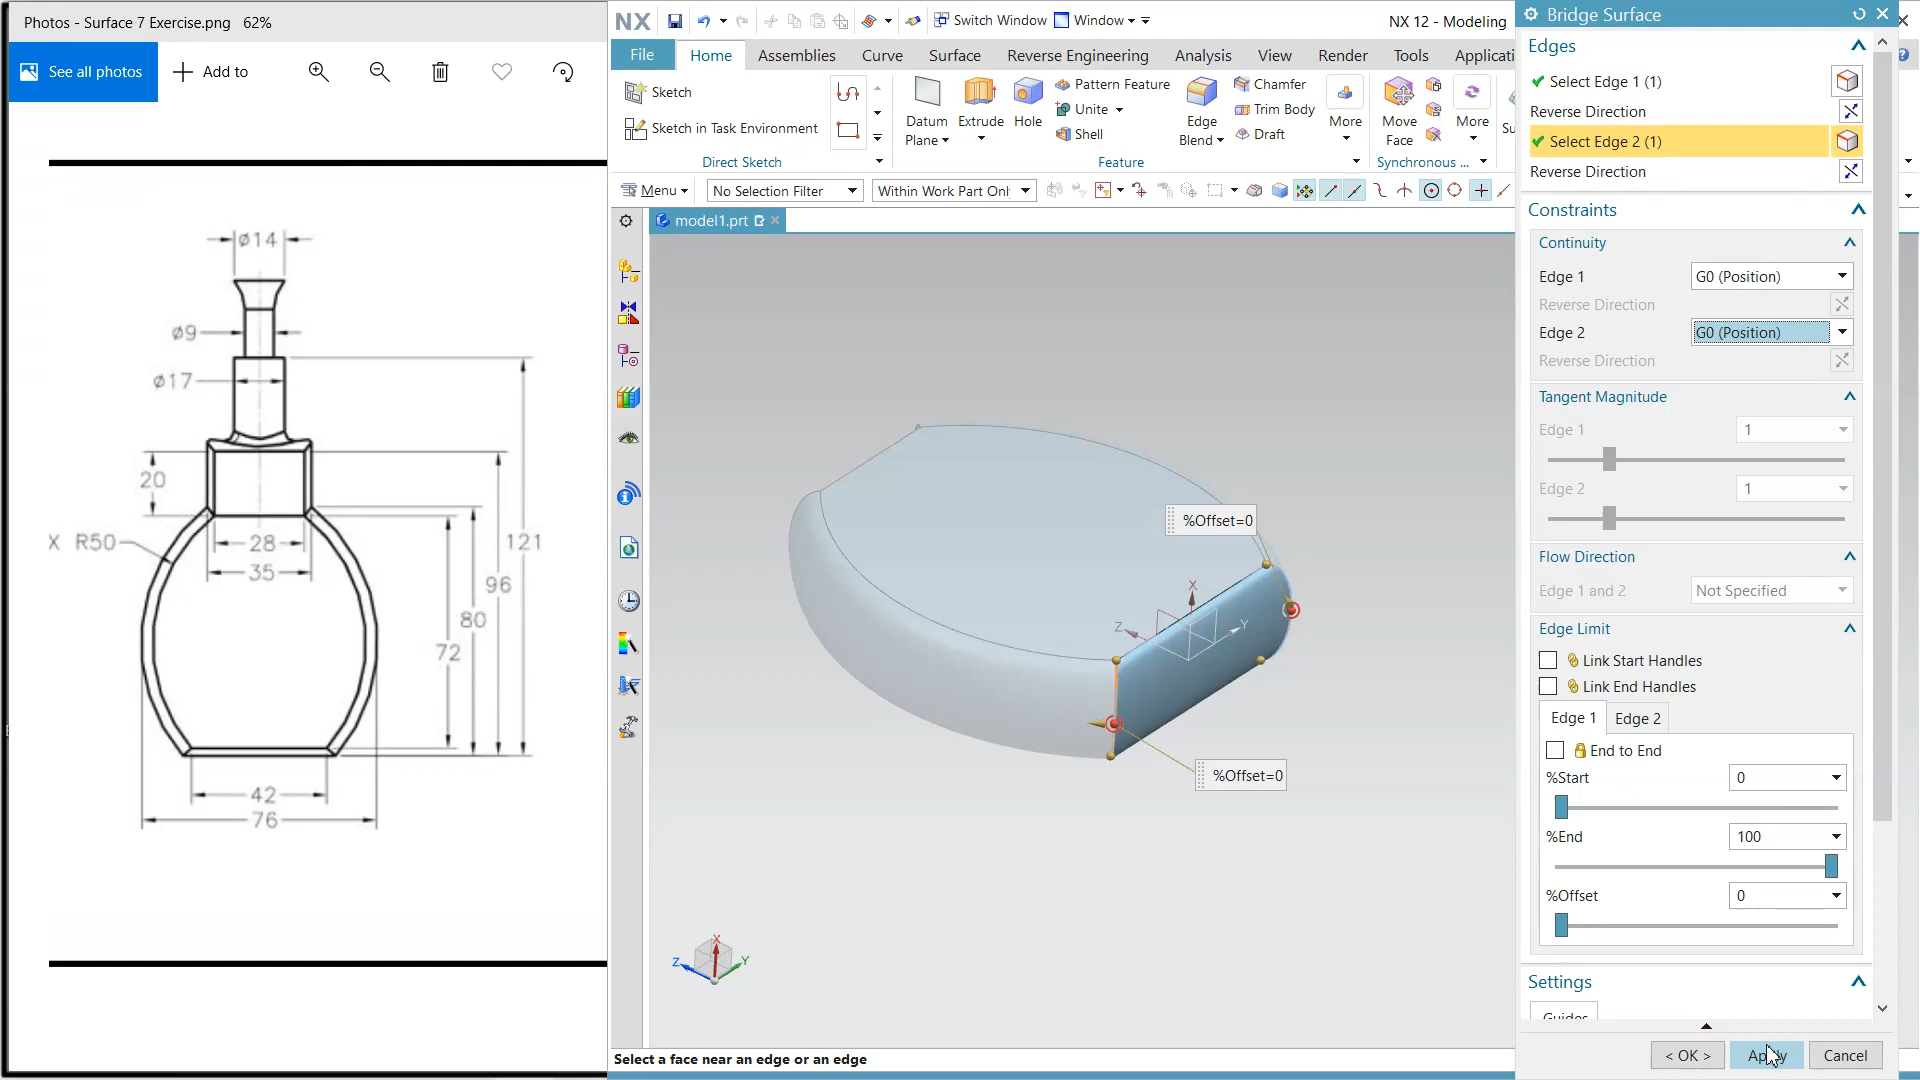 Photos - Surface 7 Exercise.png   62%
See all photos
Add to
ø14
ø9
ø17
20
X R50
28
35
121
96
80
72
42
76
NX
Switch Window
Window
NX 12 - Modeling
File
Home
Assemblies
Curve
Surface
Reverse Engineering
Analysis
View
Render
Tools
Applicati
Sketch
Sketch in Task Environment
Direct Sketch
Datum
Plane
Extrude
Hole
Pattern Feature
Unite
Shell
Edge
Blend
Chamfer
Trim Body
Draft
More
Feature
Move
Face
More
Su
Synchronous ...
Menu
No Selection Filter
Within Work Part Onl
model1.prt
%Offset=0
%Offset=0
X
Y
Z
X
Y
Z
Select a face near an edge or an edge
Bridge Surface
Edges
Select Edge 1 (1)
Reverse Direction
Select Edge 2 (1)
Reverse Direction
Constraints
Continuity
Edge 1
G0 (Position)
Reverse Direction
Edge 2
G0 (Position)
Reverse Direction
Tangent Magnitude
Edge 1
1
Edge 2
1
Flow Direction
Edge 1 and 2
Not Specified
Edge Limit
Link Start Handles
Link End Handles
Edge 1
Edge 2
End to End
%Start
0
%End
100
%Offset
0
Settings
Guides
< OK >
Apply
Cancel